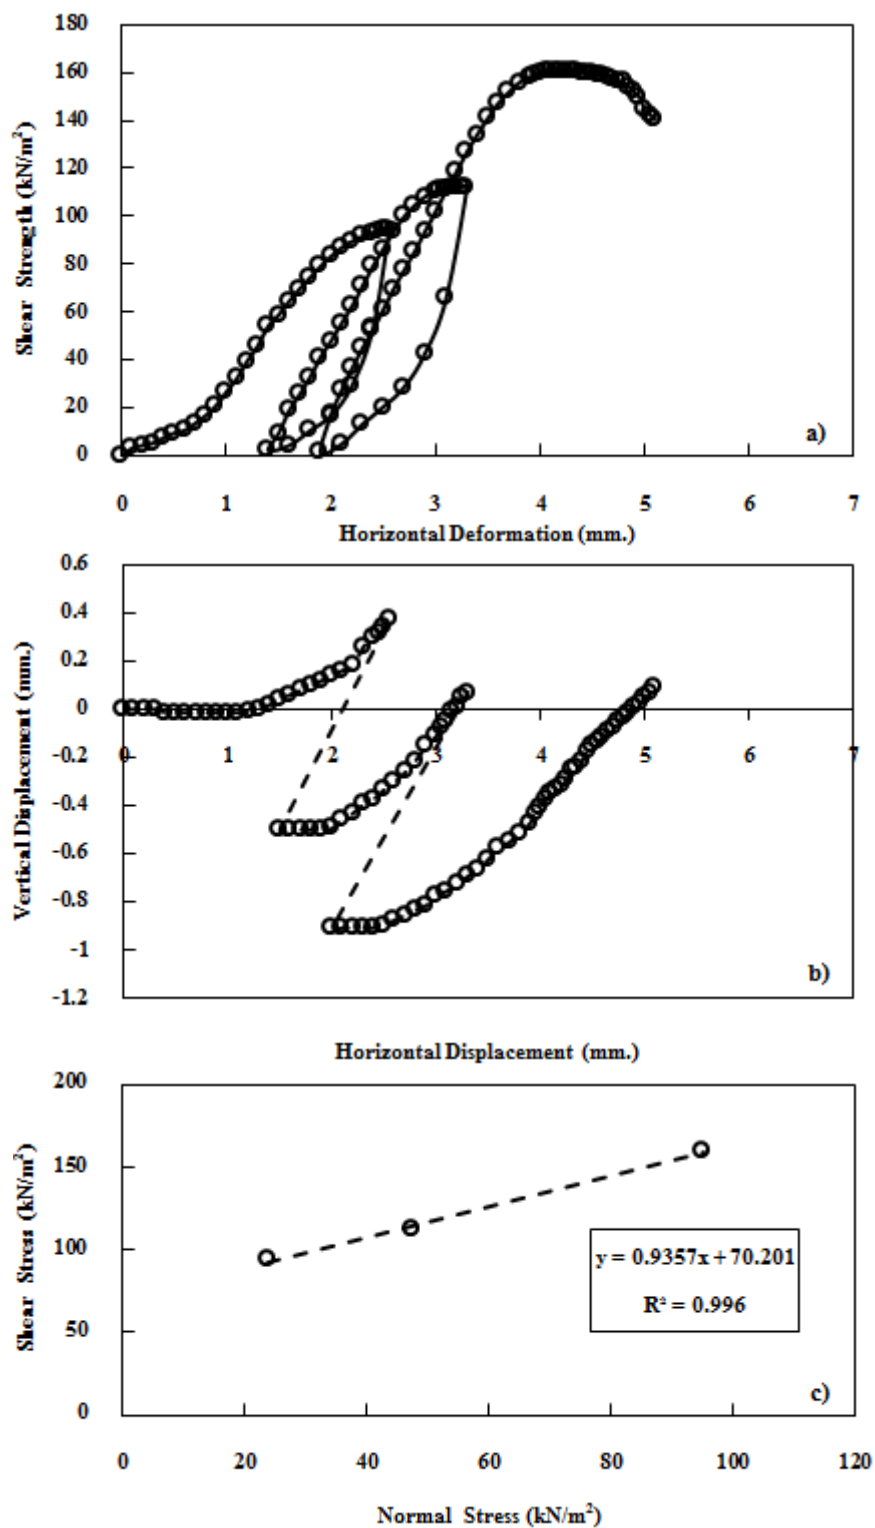 180
160
140
120
100
80
60
40
20
0
Shear Strength (kN/m²)
a)
0 1 2 3 4 5 6 7
Horizontal Deformation (mm.)
0.6
0.4
0.2
0
-0.2
-0.4
-0.6
-0.8
-1
-1.2
Vertical Displacement (mm.)
0 1 2 3 4 5 6 7
b)
Horizontal Displacement (mm.)
200
150
100
50
0
Shear Stress (kN/m²)
y = 0.9357x + 70.201
R² = 0.996
c)
0 20 40 60 80 100 120
Normal Stress (kN/m²)